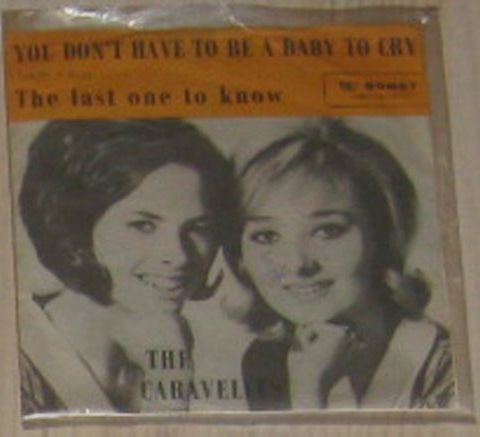 YOU DON'T HAVE TO BE A BABY TO CRY
The last one to know
THE
CARAVELLES